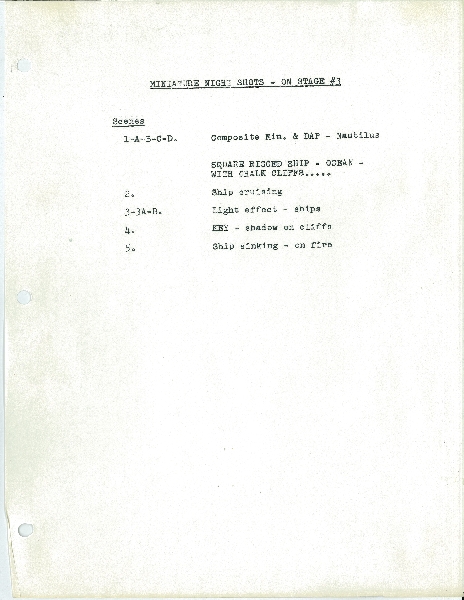 MINIATURE NIGHT SHOTS - ON STAGE #3
Scenes
1-A-B-C-D. Composite Min. & DAP - Nautilus
SQUARE RIGGED SHIP - OCEAN -
WITH CHALK CLIFFS.....
2. Ship cruising
3-3A-B. Light effect - ships
4. KEY - shadow on cliffs
5. Ship sinking - on fire